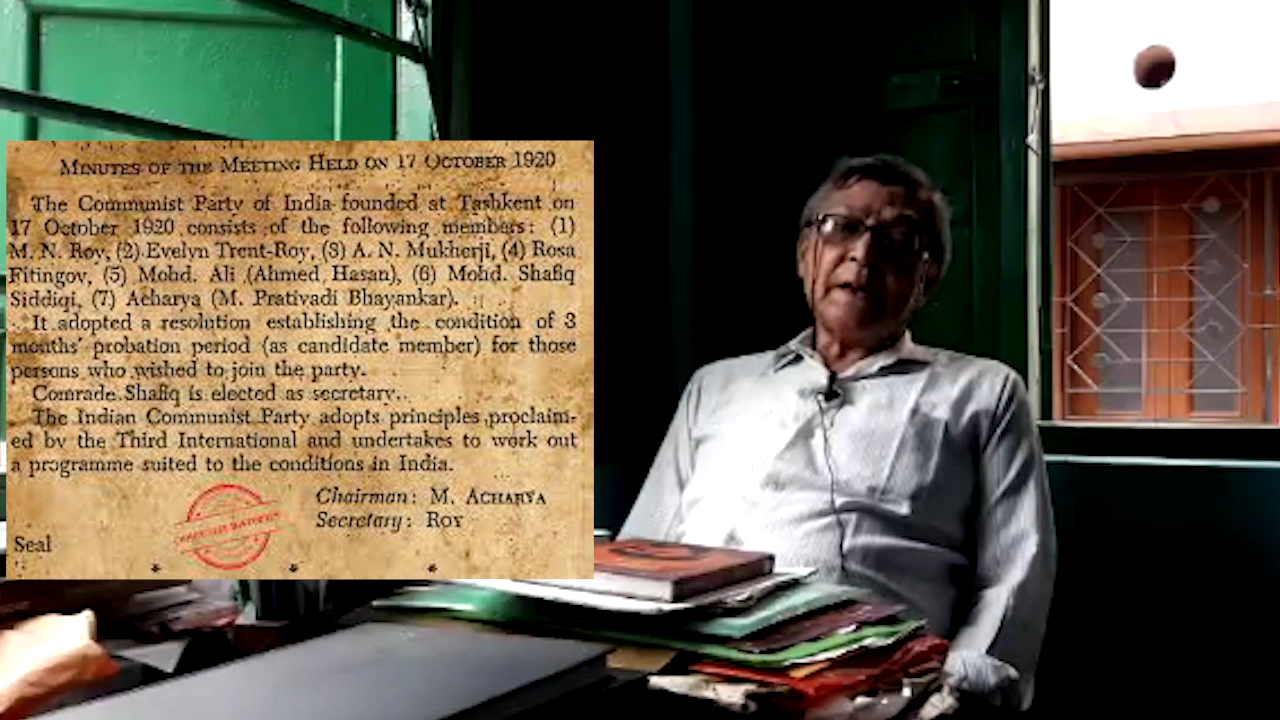 MINUTES OF THE MEETING HELD ON 17 OCTOBER 1920
The Communist Party of India founded at Tashkent on
17 October 1920 consists of the following members: (1)
M. N. Roy, (2) Evelyn Trent-Roy, (3) A. N. Mukherji, (4) Rosa
Fitingov, (5) Mohd. Ali (Ahmed Hasan), (6) Mohd. Shafiq
Siddiqi, (7) Acharya (M. Prativadi Bhayankar).
It adopted a resolution establishing the condition of 3
months' probation period (as candidate member) for those
persons who wished to join the party.
Comrade Shafiq is elected as secretary.
The Indian Communist Party adopts principles proclaim-
ed by the Third International and undertakes to work out
a programme suited to the conditions in India.
Chairman: M. ACHARYA
Secretary: ROY
Seal
* * *